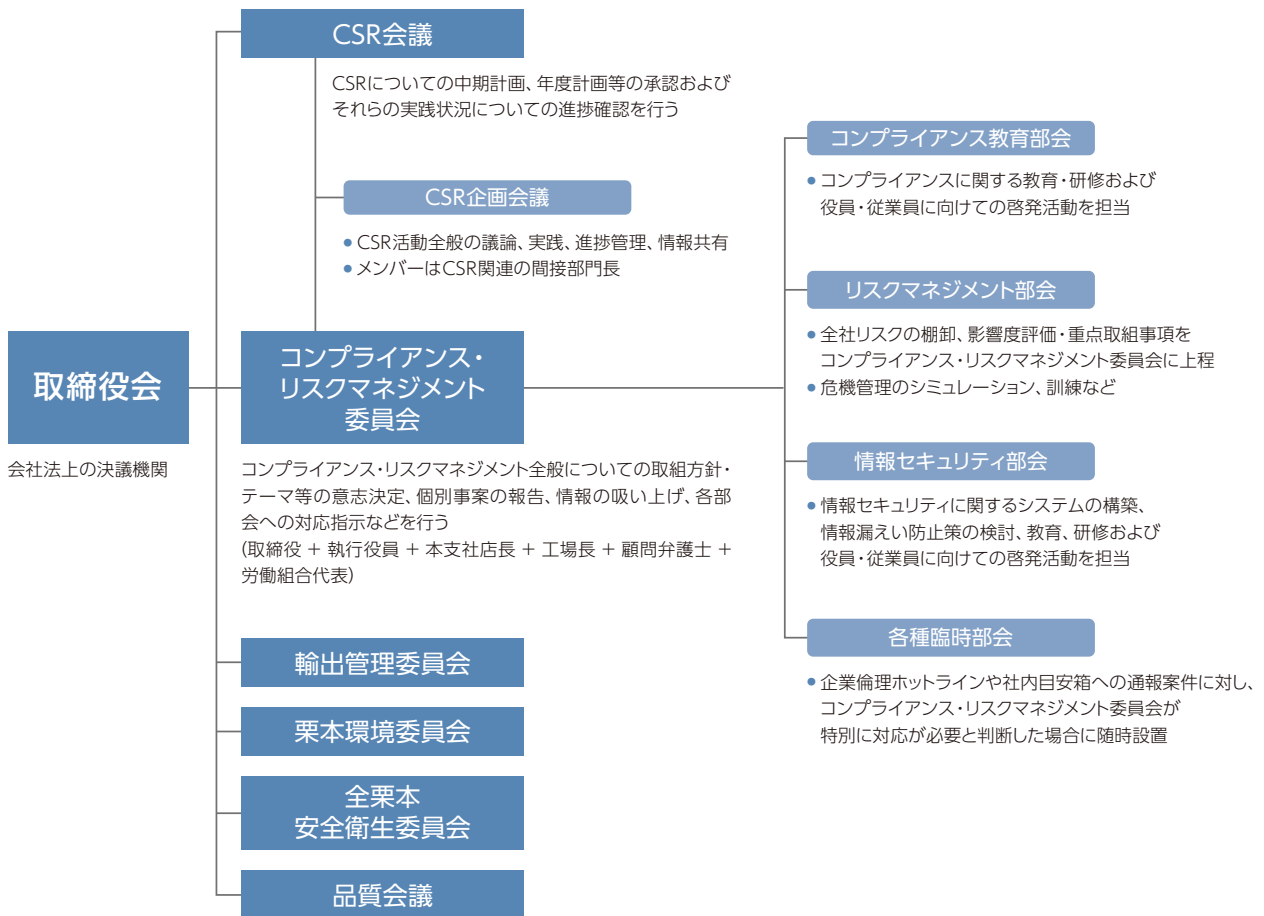 取締役会
会社法上の決議機関
CSR会議
CSRについての中期計画、年度計画等の承認および
それらの実践状況についての進捗確認を行う
CSR企画会議
● CSR活動全般の議論、実践、進捗管理、情報共有
● メンバーはCSR関連の間接部門長
コンプライアンス・
リスクマネジメント
委員会
コンプライアンス・リスクマネジメント全般についての取組方針・
テーマ等の意志決定、個別事案の報告、情報の吸い上げ、各部
会への対応指示などを行う
(取締役 + 執行役員 + 本支社店長 + 工場長 + 顧問弁護士 +
労働組合代表)
輸出管理委員会
栗本環境委員会
全栗本
安全衛生委員会
品質会議
コンプライアンス教育部会
● コンプライアンスに関する教育・研修および
役員・従業員に向けての啓発活動を担当
リスクマネジメント部会
● 全社リスクの棚卸、影響度評価・重点取組事項を
コンプライアンス・リスクマネジメント委員会に上程
● 危機管理のシミュレーション、訓練など
情報セキュリティ部会
● 情報セキュリティに関するシステムの構築、
情報漏えい防止策の検討、教育、研修および
役員・従業員に向けての啓発活動を担当
各種臨時部会
● 企業倫理ホットラインや社内目安箱への通報案件に対し、
コンプライアンス・リスクマネジメント委員会が
特別に対応が必要と判断した場合に随時設置